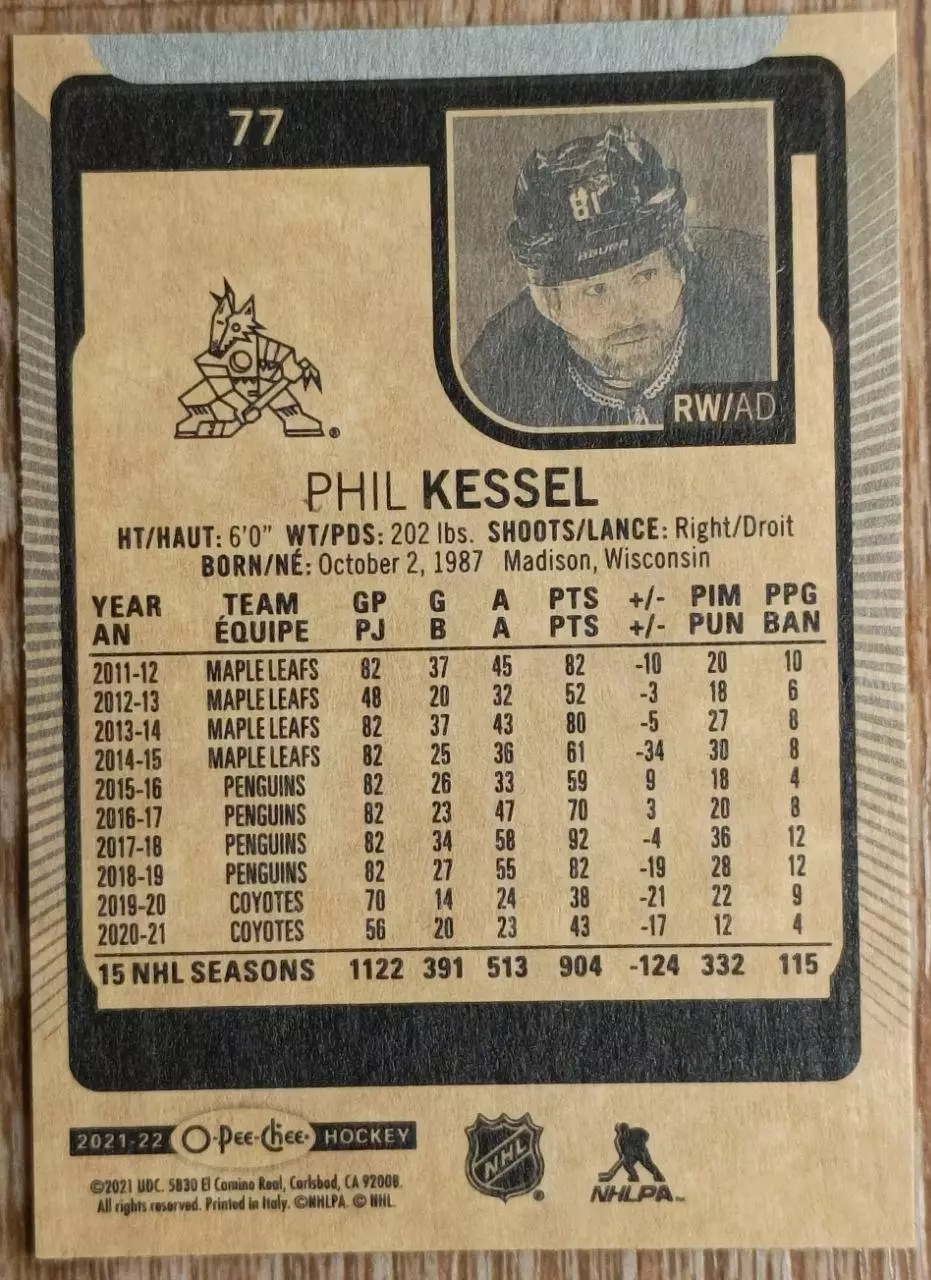 77
81
BAUER
RW/AD
PHIL KESSEL
HT/HAUT: 6'0" WT/PDS: 202 lbs. SHOOTS/LANCE: Right/Droit
BORN/NÉ: October 2, 1987 Madison, Wisconsin
YEAR TEAM GP G A PTS +/- PIM PPG
AN ÉQUIPE PJ B A PTS +/- PUN BAN
2011-12 MAPLE LEAFS 82 37 45 82 -10 20 10
2012-13 MAPLE LEAFS 48 20 32 52 -3 18 6
2013-14 MAPLE LEAFS 82 37 43 80 -5 27 8
2014-15 MAPLE LEAFS 82 25 36 61 -34 30 8
2015-16 PENGUINS 82 26 33 59 9 18 4
2016-17 PENGUINS 82 23 47 70 3 20 8
2017-18 PENGUINS 82 34 58 92 -4 36 12
2018-19 PENGUINS 82 27 55 82 -19 28 12
2019-20 COYOTES 70 14 24 38 -21 22 9
2020-21 COYOTES 56 20 23 43 -17 12 4
15 NHL SEASONS 1122 391 513 904 -124 332 115
2021-22 O-Pee-Chee HOCKEY
NHL
NHLPA
©2021 UDC. 5830 El Camino Real, Carlsbad, CA 92008.
All rights reserved. Printed in Italy. ©NHLPA. © NHL.